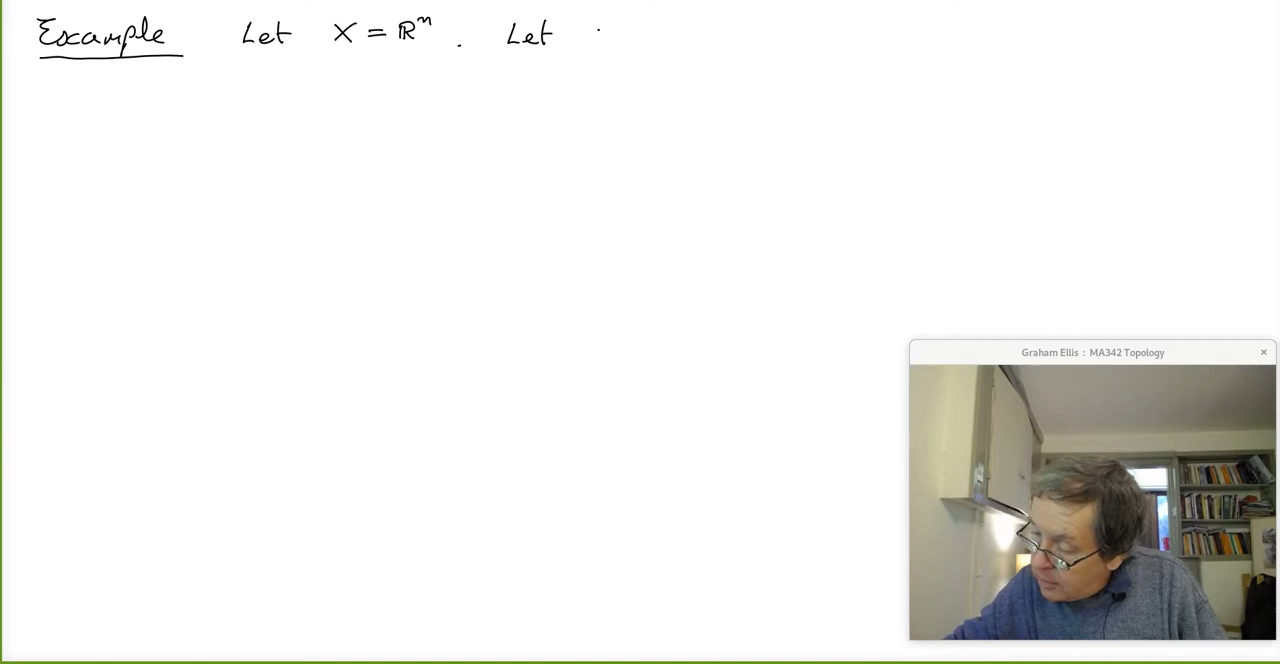 Example Let X = ℝⁿ. Let
Graham Ellis : MA342 Topology